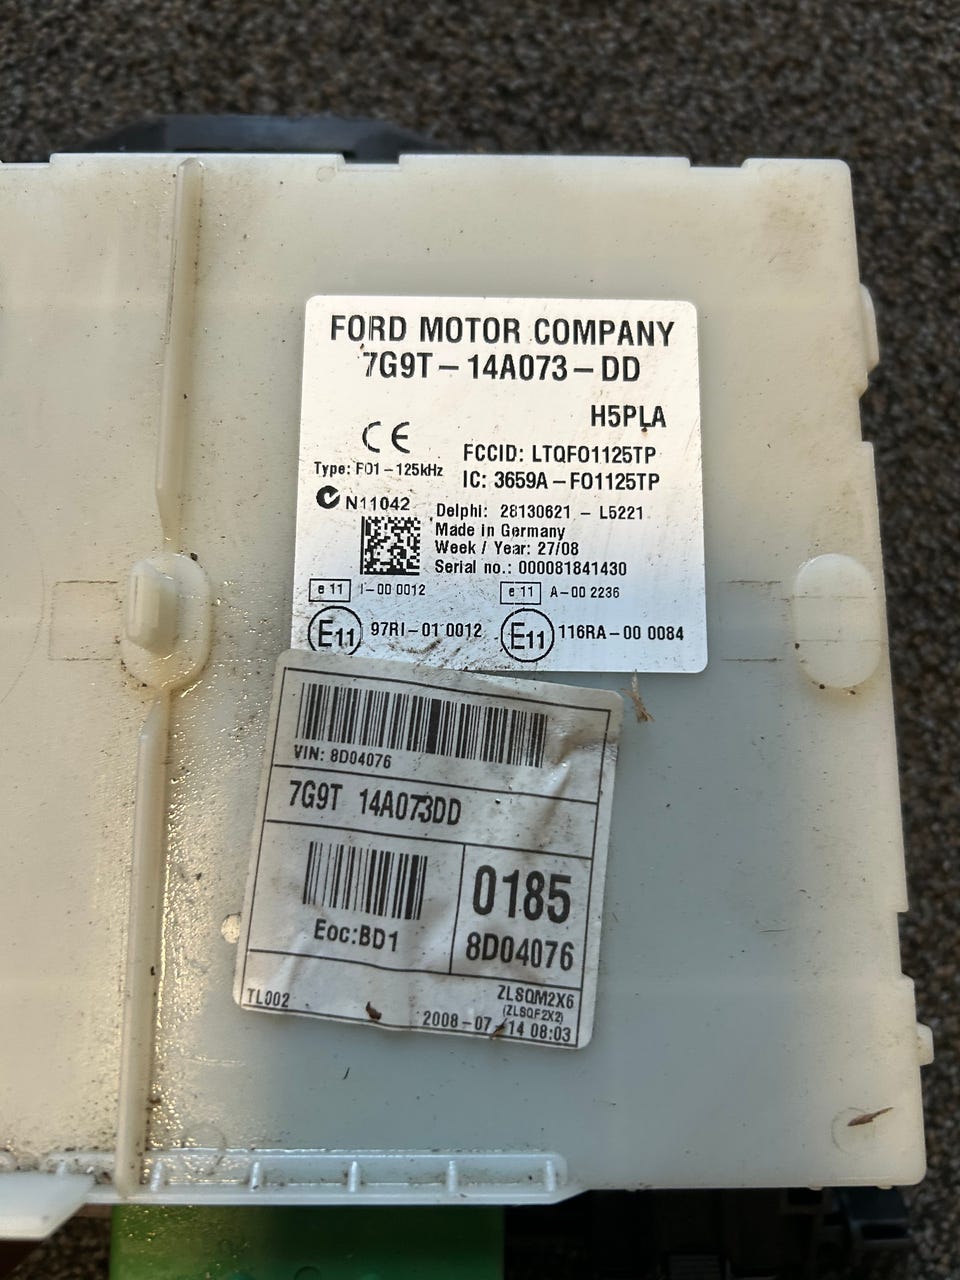 FORD MOTOR COMPANY
7G9T-14A073-DD
H5PLA
CE
FCCID: LTQF01125TP
Type: F01-125kHz
IC: 3659A-F01125TP
N11042
Delphi: 28130621 - L5221
Made in Germany
Week / Year: 27/08
Serial no.: 000081841430
e 11 I-00 0012
e 11 A-00 2236
E11 97RI-01 0012
E11 116RA-00 0084
VIN: 8D04076
7G9T 14A073DD
Eoc:BD1
0185
8D04076
TL002
ZLSQM2X6
(ZLSQF2X2)
2008-07-14 08:03